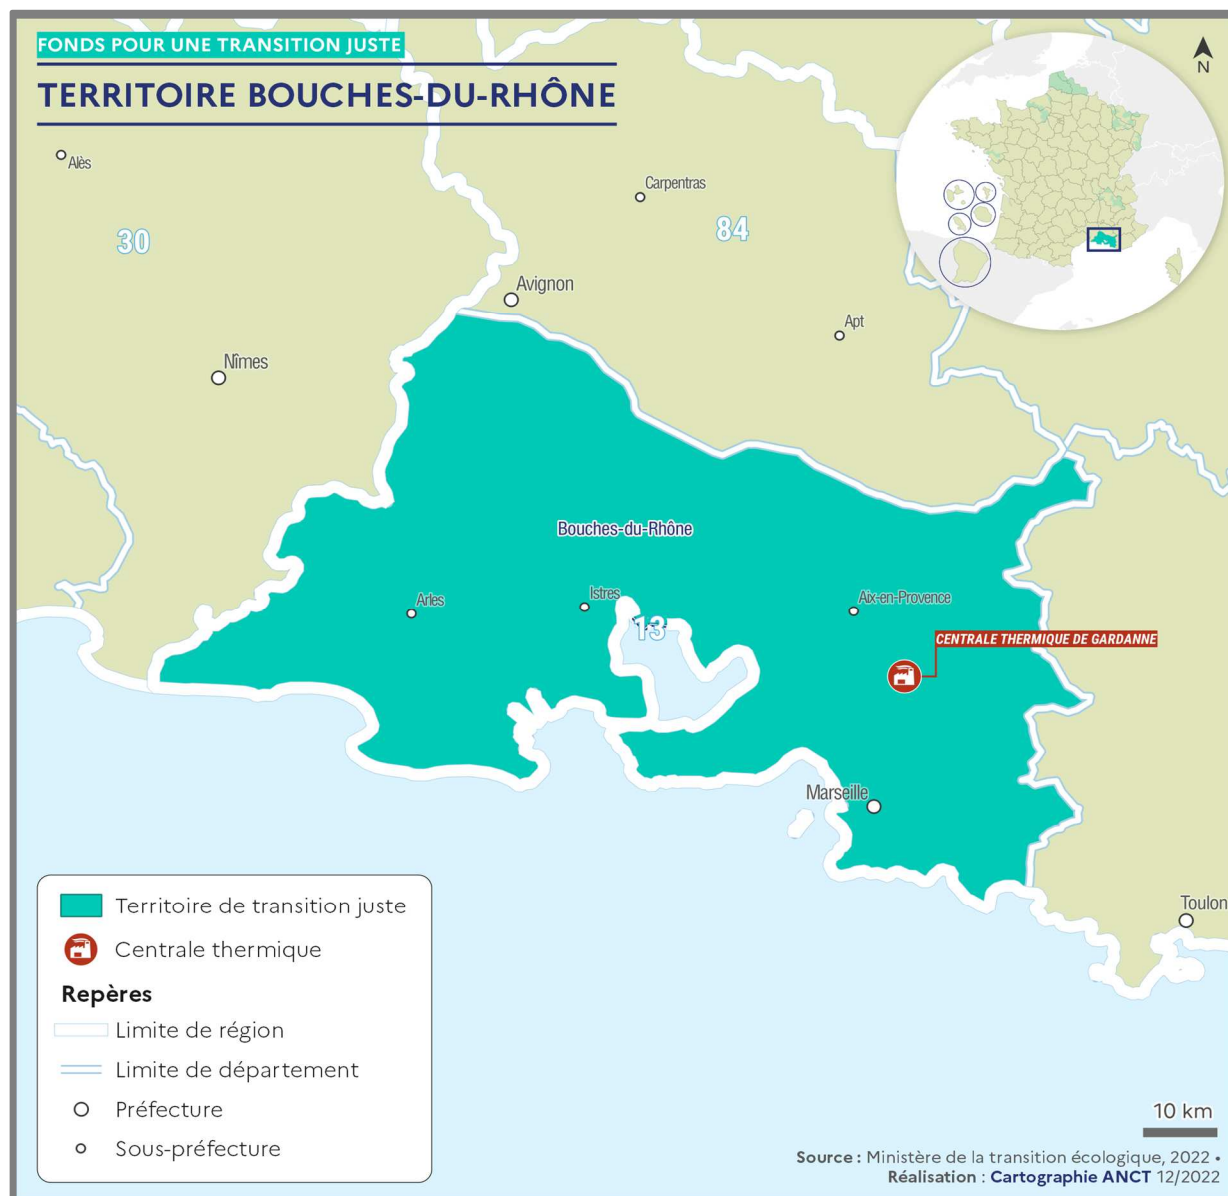 FONDS POUR UNE TRANSITION JUSTE
TERRITOIRE BOUCHES-DU-RHÔNE
N
Alès
Carpentras
30
84
Avignon
Apt
Nîmes
Bouches-du-Rhône
Istres
Arles
Aix-en-Provence
13
CENTRALE THERMIQUE DE GARDANNE
Marseille
Toulon
Territoire de transition juste
Centrale thermique
Repères
Limite de région
Limite de département
Préfecture
Sous-préfecture
10 km
Source : Ministère de la transition écologique, 2022 •
Réalisation : Cartographie ANCT 12/2022